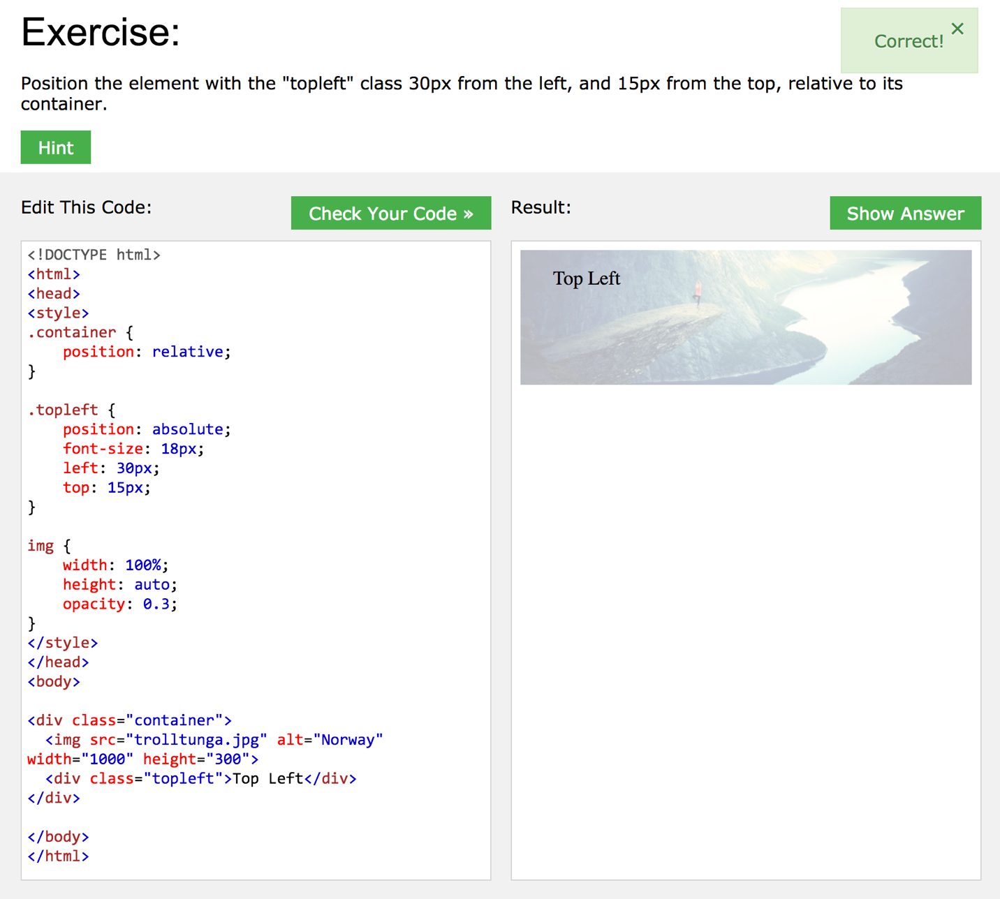 Exercise:
Correct! ×
Position the element with the "topleft" class 30px from the left, and 15px from the top, relative to its
container.
Hint
Edit This Code:
Check Your Code »
Result:
Show Answer
<!DOCTYPE html>
<html>
<head>
<style>
.container {
    position: relative;
}

.topleft {
    position: absolute;
    font-size: 18px;
    left: 30px;
    top: 15px;
}

img {
    width: 100%;
    height: auto;
    opacity: 0.3;
}
</style>
</head>
<body>

<div class="container">
  <img src="trolltunga.jpg" alt="Norway"
width="1000" height="300">
  <div class="topleft">Top Left</div>
</div>

</body>
</html>
Top Left